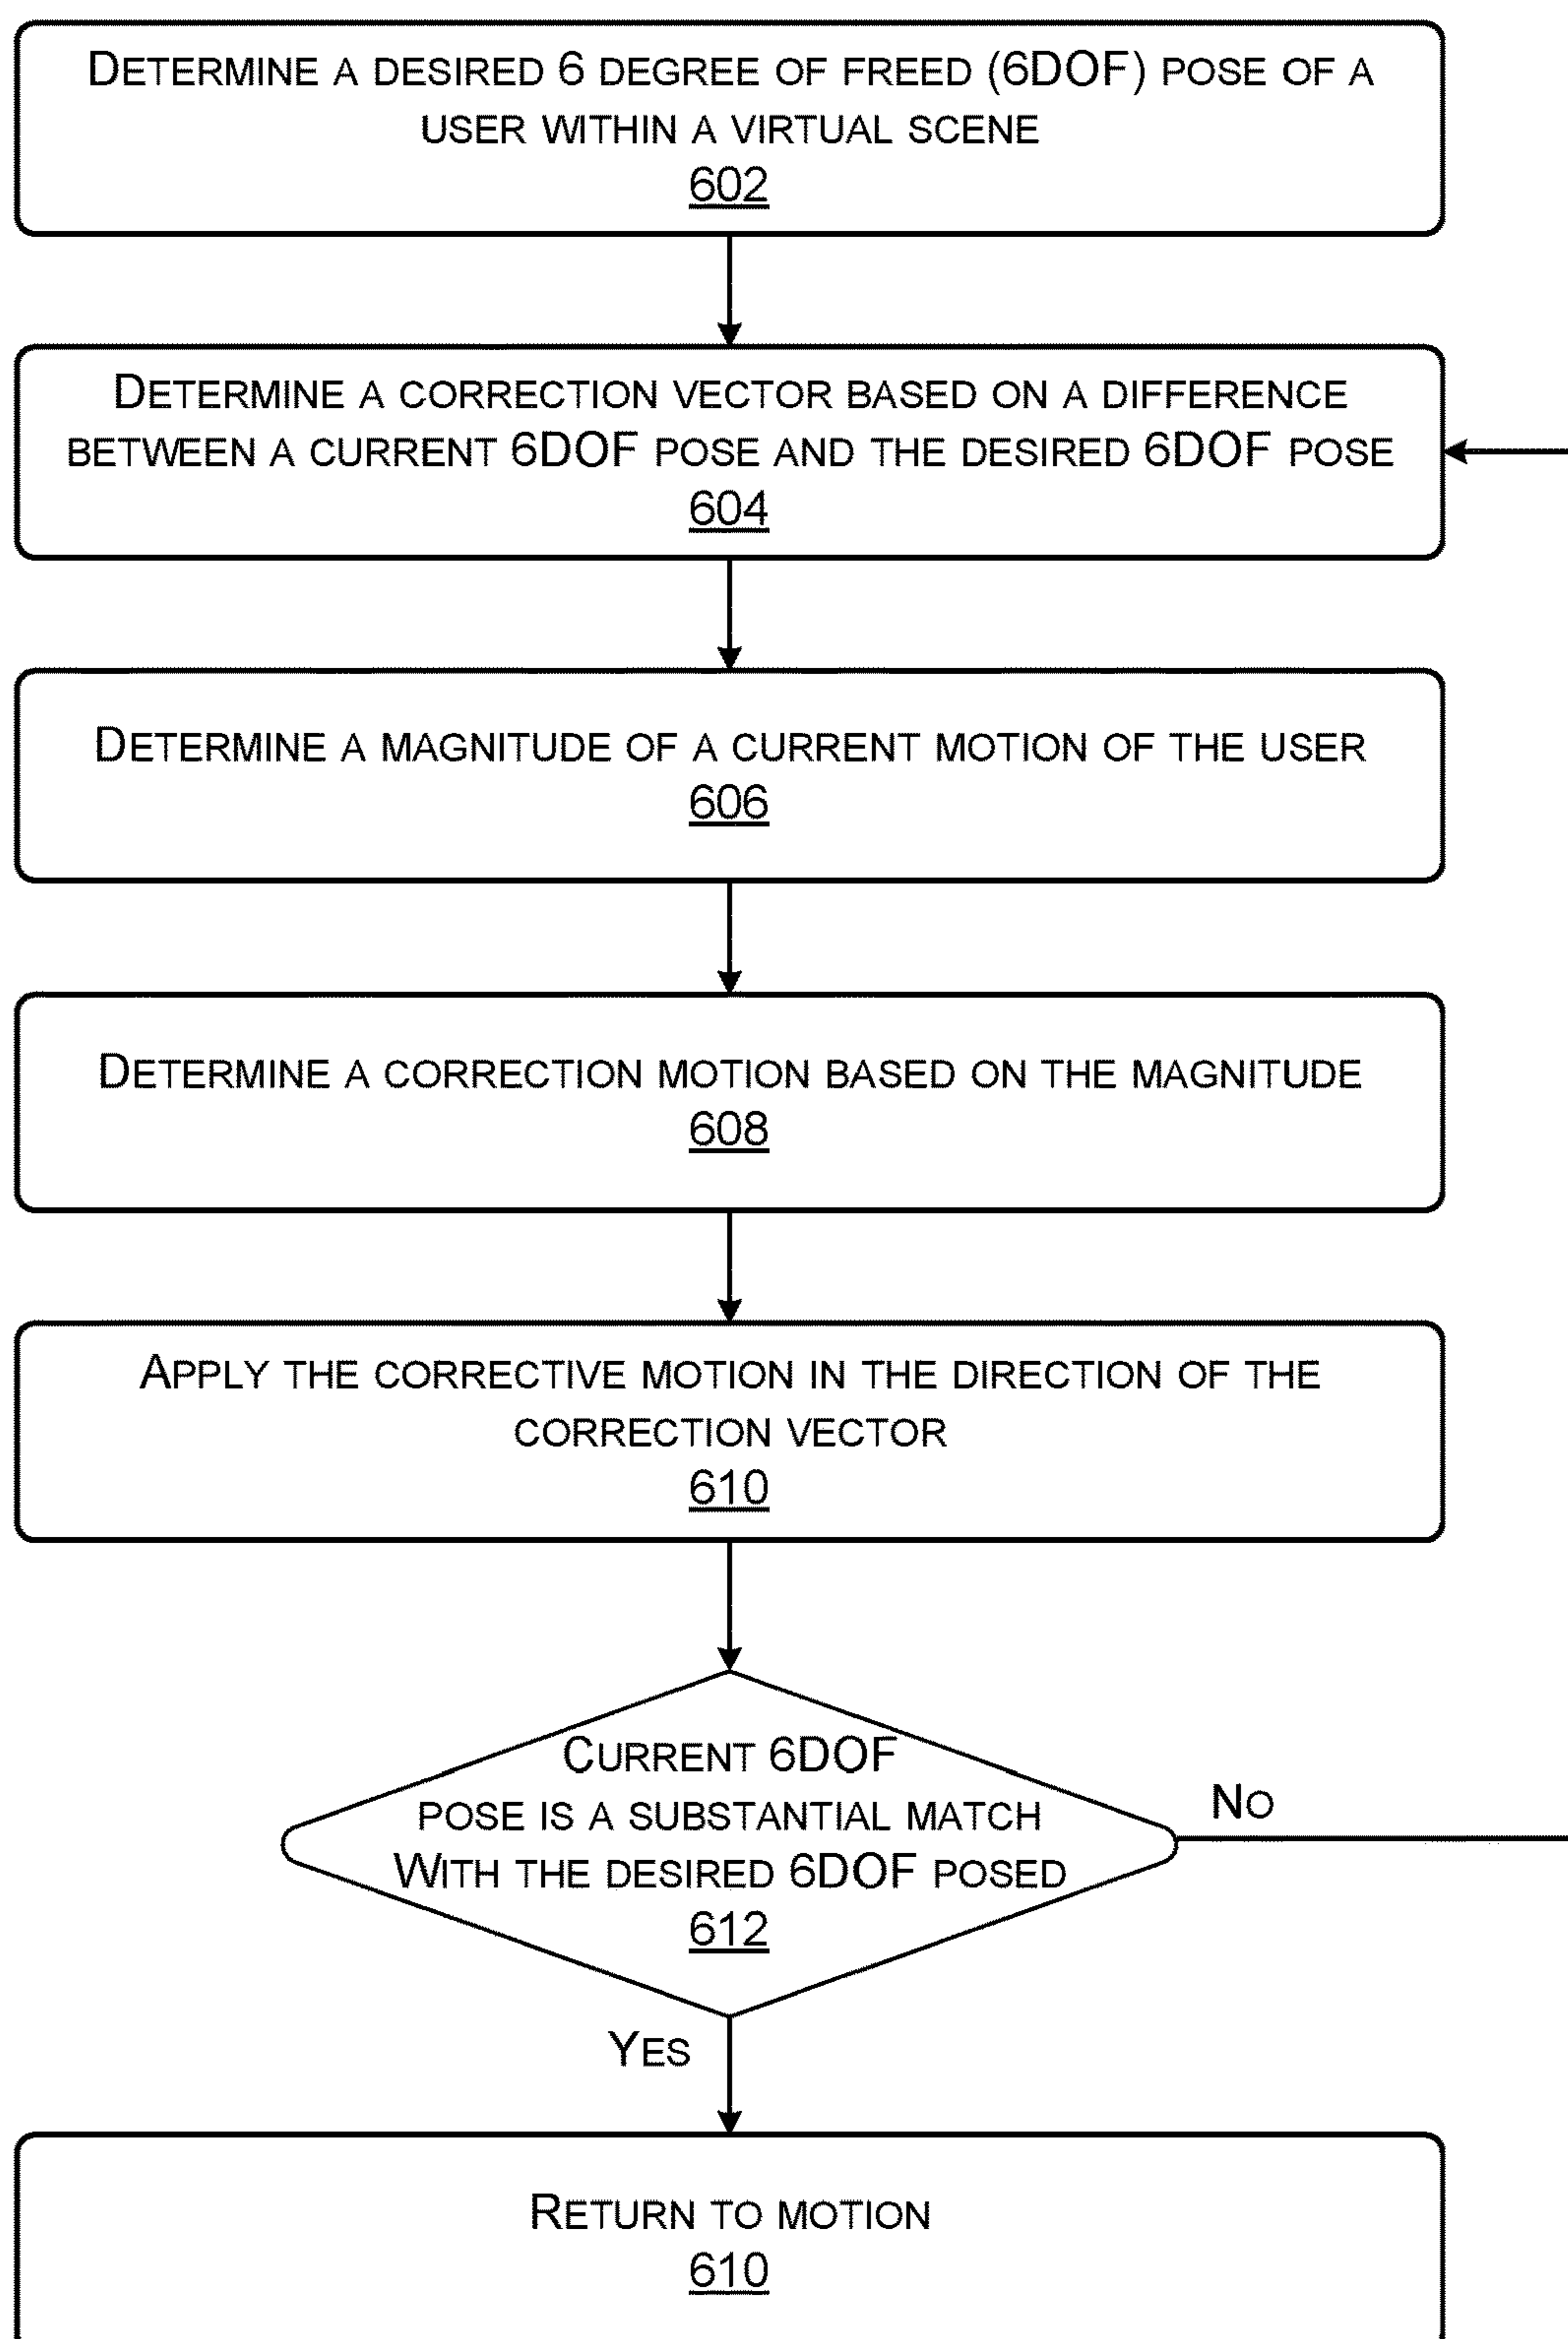 DETERMINE A DESIRED 6 DEGREE OF FREED (6DOF) POSE OF A
USER WITHIN A VIRTUAL SCENE
602
DETERMINE A CORRECTION VECTOR BASED ON A DIFFERENCE
BETWEEN A CURRENT 6DOF POSE AND THE DESIRED 6DOF POSE
604
DETERMINE A MAGNITUDE OF A CURRENT MOTION OF THE USER
606
DETERMINE A CORRECTION MOTION BASED ON THE MAGNITUDE
608
APPLY THE CORRECTIVE MOTION IN THE DIRECTION OF THE
CORRECTION VECTOR
610
CURRENT 6DOF
POSE IS A SUBSTANTIAL MATCH
WITH THE DESIRED 6DOF POSED
612
NO
YES
RETURN TO MOTION
610